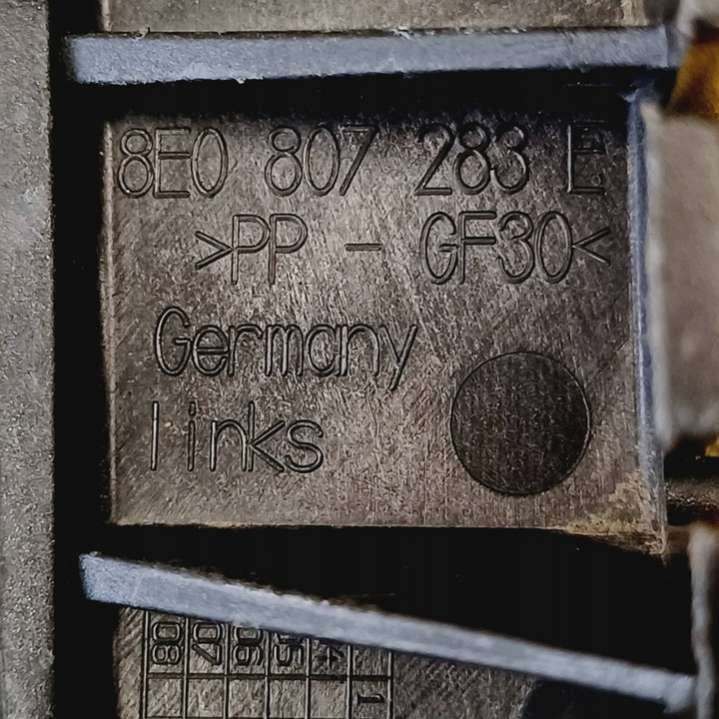 8E0 807 283 E
>PP - GF30<
Germany
links